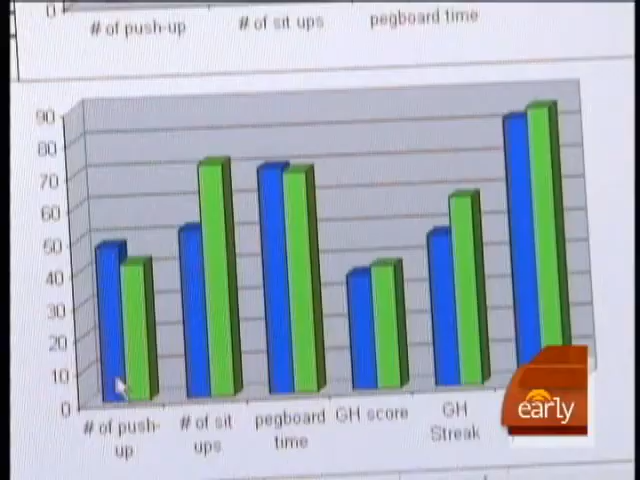 0
# of push-up # of sit ups pegboard time
90
80
70
60
50
40
30
20
10
0
# of push-up
# of sit ups
pegboard time
GH score
GH Streak
early